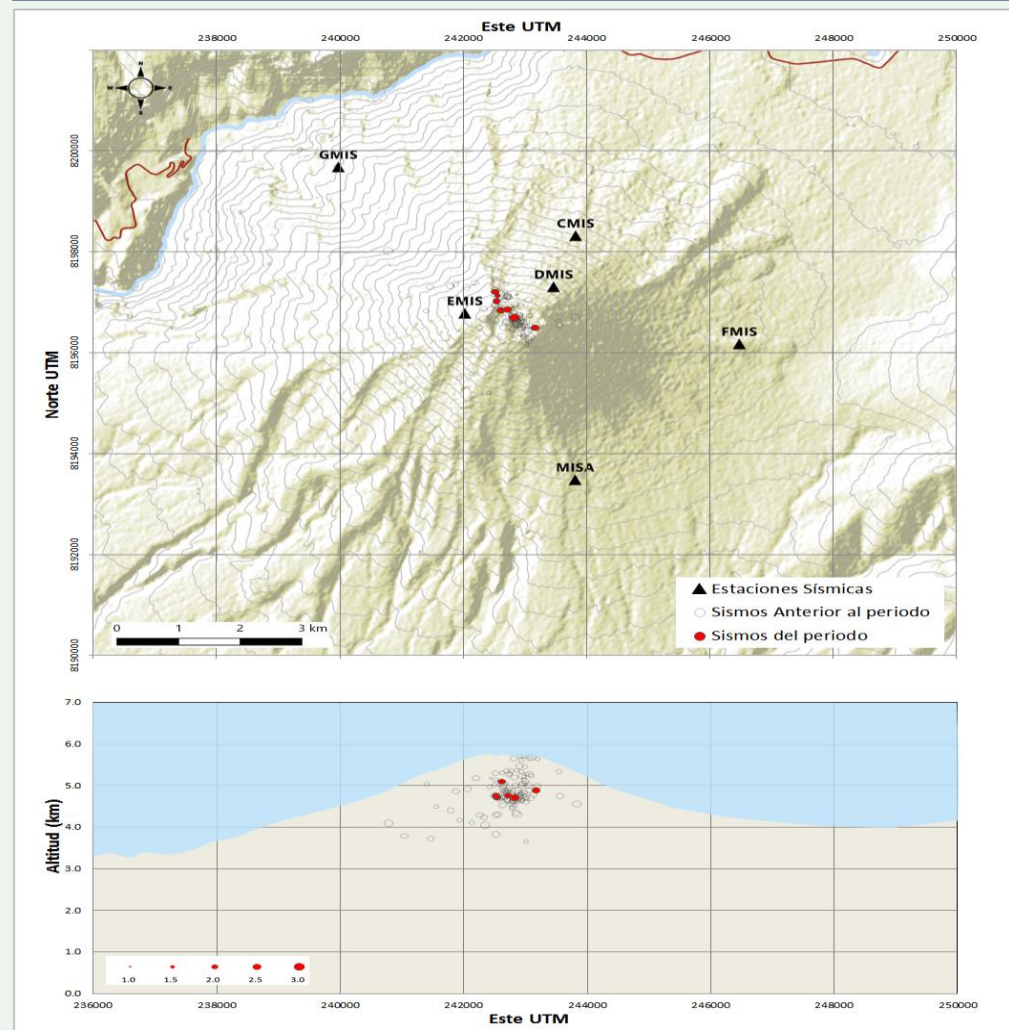 Este UTM
238000 240000 242000 244000 246000 248000 250000
N
W E
S
8200000
GMIS
8198000
CMIS
DMIS
EMIS
FMIS
8196000
Norte UTM
8194000
MISA
8192000
8190000
▲ Estaciones Sísmicas
○ Sismos Anterior al periodo
● Sismos del periodo
0 1 2 3 km
7.0
6.0
5.0
4.0
3.0
2.0
1.0
0.0
Altitud (km)
1.0 1.5 2.0 2.5 3.0
236000 238000 240000 242000 244000 246000 248000 250000
Este UTM